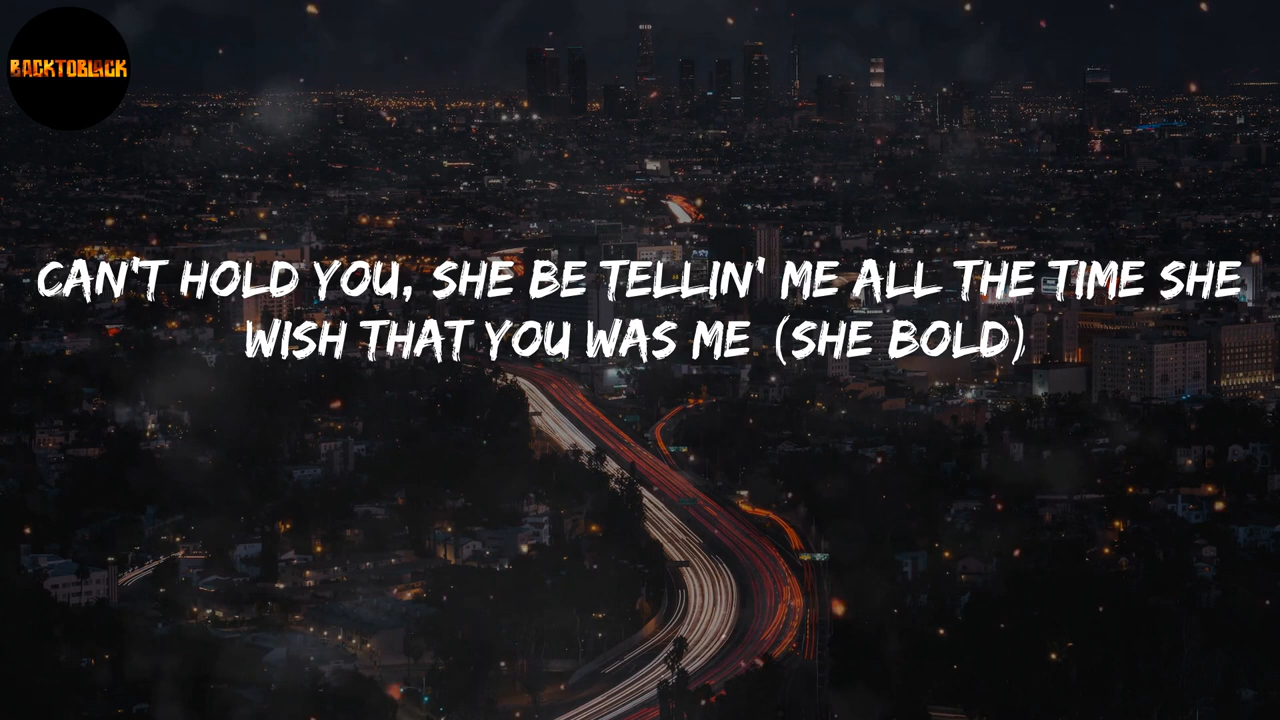 BACKTOBLACK
CAN'T HOLD YOU, SHE BE TELLIN' ME ALL THE TIME SHE
WISH THAT YOU WAS ME (SHE BOLD)